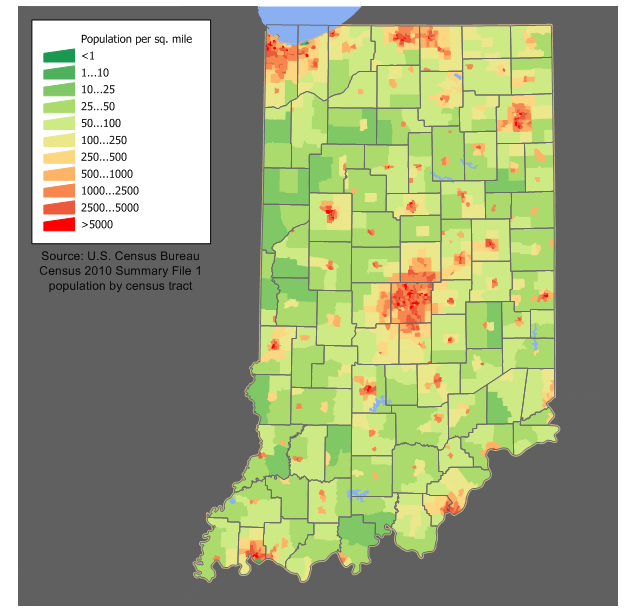 Population per sq. mile
<1
1...10
10...25
25...50
50...100
100...250
250...500
500...1000
1000...2500
2500...5000
>5000
Source: U.S. Census Bureau
Census 2010 Summary File 1
population by census tract